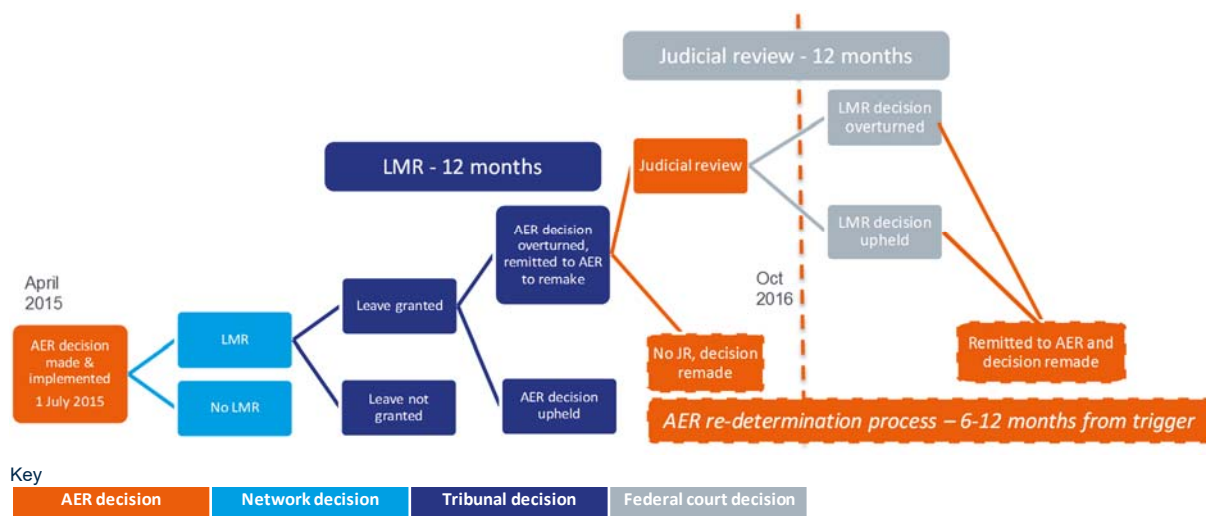 Judicial review - 12 months
LMR decision
overturned
LMR - 12 months
Judicial review
AER decision
overturned,
remitted to AER
to remake
LMR decision
upheld
April
2015
Oct
2016
Leave granted
AER decision
made &
implemented
1 July 2015
LMR
No LMR
Leave not
granted
AER decision
upheld
No JR, decision
remade
Remitted to AER and
decision remade
AER re-determination process – 6-12 months from trigger
Key
AER decision
Network decision
Tribunal decision
Federal court decision